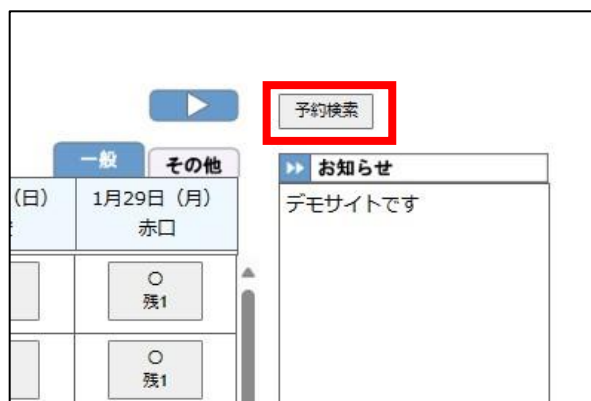 予約検索
一般
その他
お知らせ
(日)
1月29日（月）
赤口
デモサイトです
○
残1
○
残1